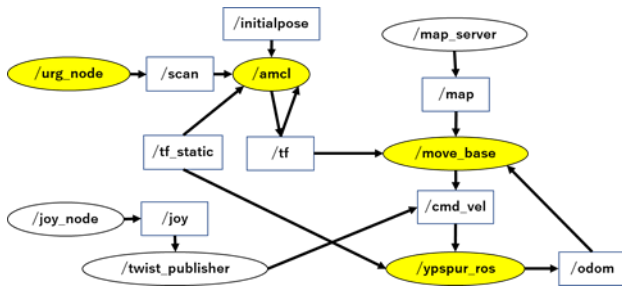 /initialpose
/map_server
/urg_node
/scan
/amcl
/map
/tf_static
/tf
/move_base
/joy_node
/joy
/cmd_vel
/twist_publisher
/ypspur_ros
/odom